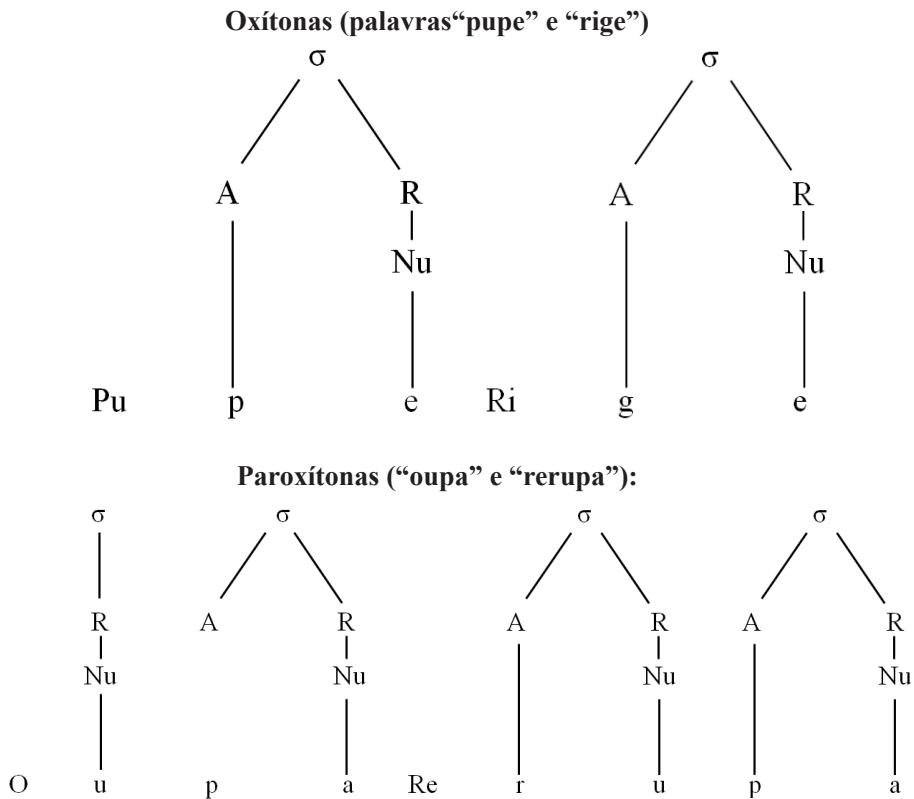 Oxítonas (palavras“pupe” e “rige”)
σ σ
A R A R
Nu Nu
Pu p e Ri g e
Paroxítonas (“oupa” e “rerupa”):
σ σ σ σ
R A R A R A R
Nu Nu Nu Nu
O u p a Re r u p a